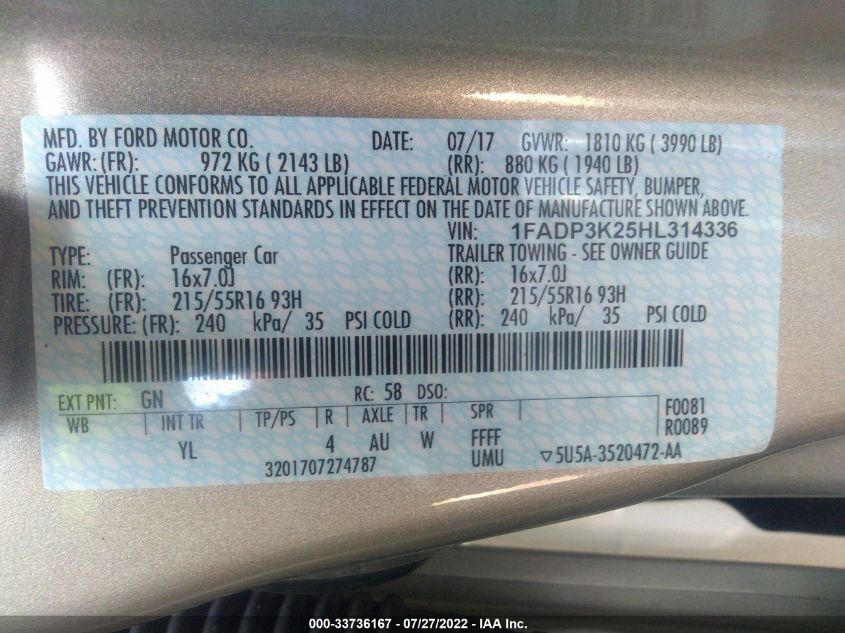 MFD. BY FORD MOTOR CO. DATE: 07/17 GVWR: 1810 KG ( 3990 LB)
GAWR: (FR): 972 KG ( 2143 LB) (RR): 880 KG ( 1940 LB)
THIS VEHICLE CONFORMS TO ALL APPLICABLE FEDERAL MOTOR VEHICLE SAFETY, BUMPER,
AND THEFT PREVENTION STANDARDS IN EFFECT ON THE DATE OF MANUFACTURE SHOWN ABOVE.
VIN: 1FADP3K25HL314336
TYPE: Passenger Car TRAILER TOWING - SEE OWNER GUIDE
RIM: (FR): 16x7.0J (RR): 16x7.0J
TIRE: (FR): 215/55R16 93H (RR): 215/55R16 93H
PRESSURE: (FR): 240 kPa/ 35 PSI COLD (RR): 240 kPa/ 35 PSI COLD
EXT PNT: GN RC: 58 DSO:
WB INT TR TP/PS R AXLE TR SPR F0081
R0089
YL 4 AU W FFFF
3201707274787 UMU ▽5U5A-3520472-AA
000-33736167 - 07/27/2022 - IAA Inc.